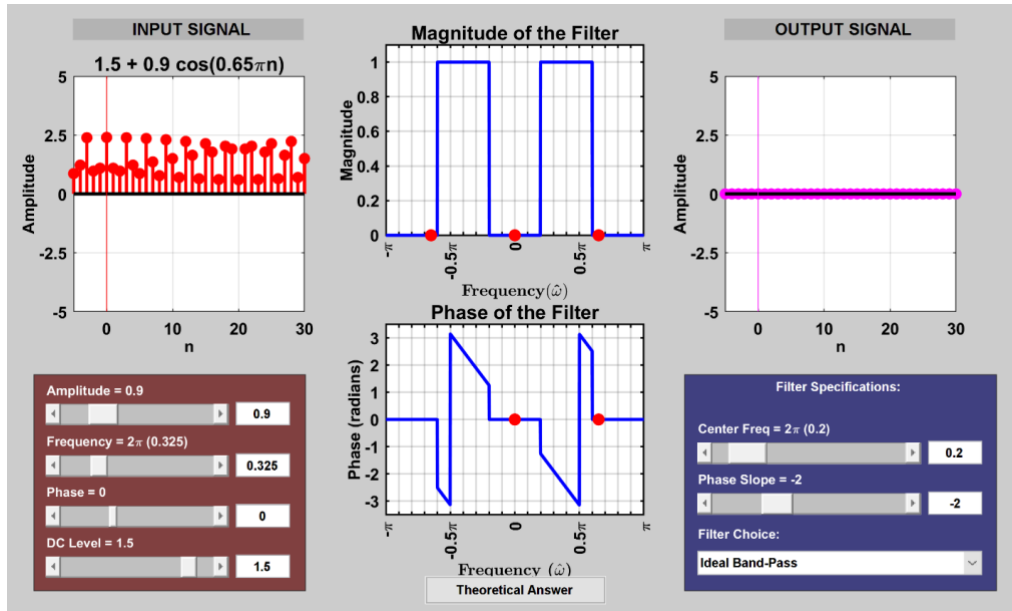 INPUT SIGNAL
1.5 + 0.9 cos(0.65πn)
5
2.5
0
-2.5
-5
Amplitude
0
10
20
30
n
Amplitude = 0.9
0.9
Frequency = 2π (0.325)
0.325
Phase = 0
0
DC Level = 1.5
1.5
Magnitude of the Filter
1
0.8
0.6
0.4
0.2
0
Magnitude
-π
-0.5π
0
0.5π
π
Frequency(ω̂)
Phase of the Filter
3
2
1
0
-1
-2
-3
Phase (radians)
-π
-0.5π
0
0.5π
π
Frequency (ω̂)
Theoretical Answer
OUTPUT SIGNAL
5
2.5
0
-2.5
-5
Amplitude
0
10
20
30
n
Filter Specifications:
Center Freq = 2π (0.2)
0.2
Phase Slope = -2
-2
Filter Choice:
Ideal Band-Pass